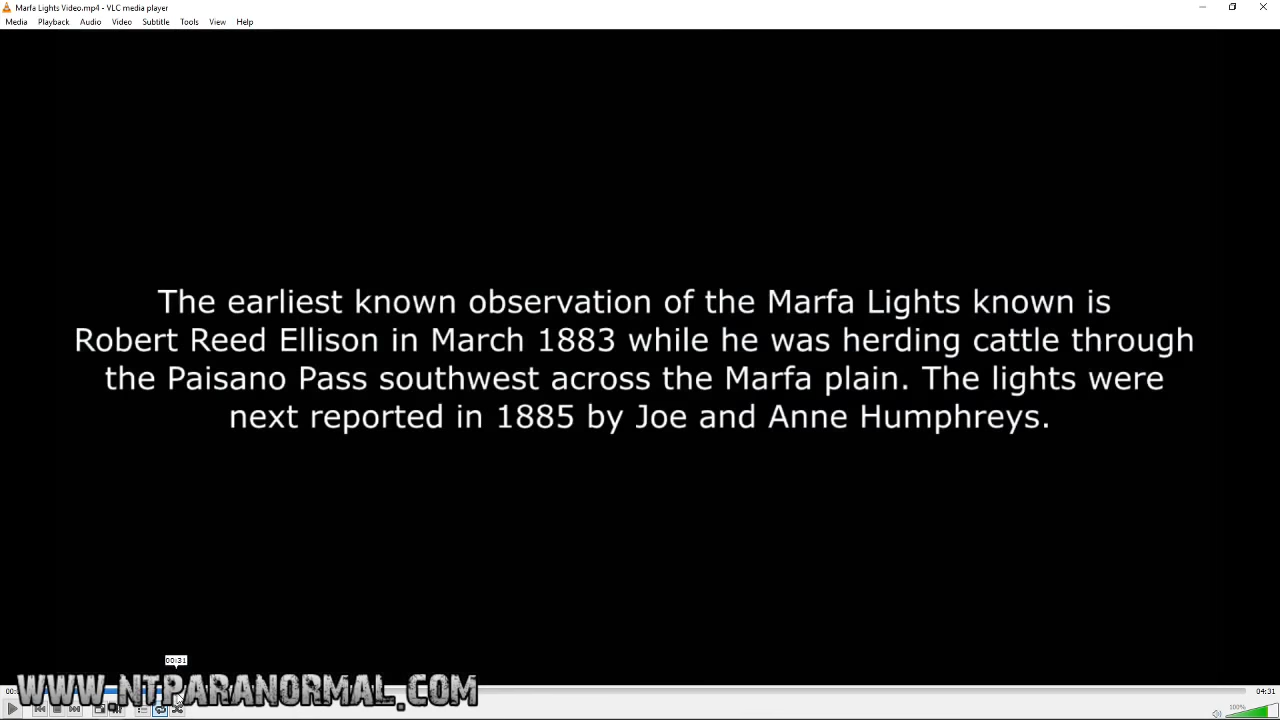 Marfa Lights Video.mp4 - VLC media player
Media Playback Audio Video Subtitle Tools View Help
The earliest known observation of the Marfa Lights known is
Robert Reed Ellison in March 1883 while he was herding cattle through
the Paisano Pass southwest across the Marfa plain. The lights were
next reported in 1885 by Joe and Anne Humphreys.
00:31
04:31
WWW.NTPARANORMAL.COM
100%